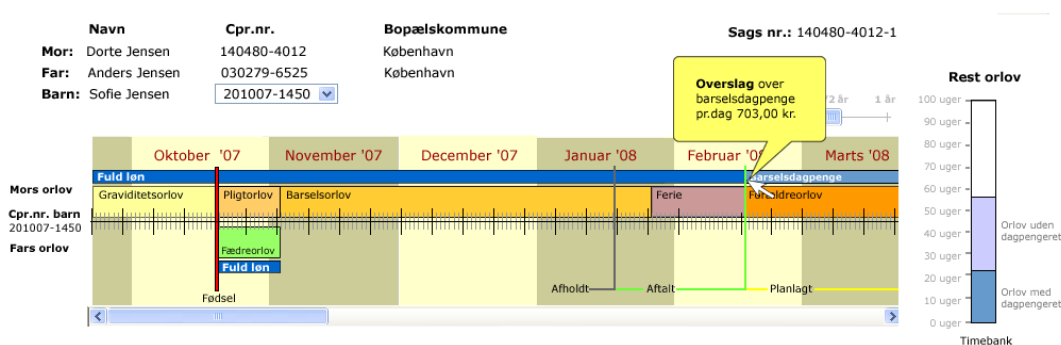 Navn Cpr.nr. Bopælskommune
Sags nr.: 140480-4012-1
Mor: Dorte Jensen 140480-4012 København
Far: Anders Jensen 030279-6525 København
Barn: Sofie Jensen 201007-1450
Overslag over
barselsdagpenge
pr.dag 703,00 kr.
2 år 1 år
Rest orlov
100 uger
90 uger
80 uger
70 uger
60 uger
50 uger
40 uger
30 uger
20 uger
10 uger
0 uger
Orlov uden
dagpengeret
Orlov med
dagpengeret
Timebank
Oktober '07 November '07 December '07 Januar '08 Februar '08 Marts '08
Fuld løn Barselsdagpenge
Mors orlov
Graviditetsorlov Pligtorlov Barselsorlov Ferie Forældreorlov
Cpr.nr. barn
201007-1450
Fars orlov
Fædreorlov
Fuld løn
Fødsel
Afholdt Aftalt Planlagt